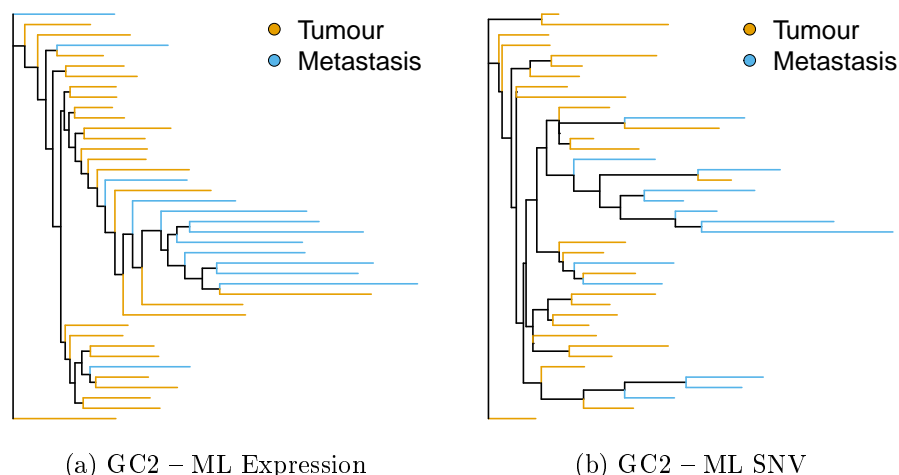 Tumour
Metastasis
Tumour
Metastasis
(a) GC2 – ML Expression
(b) GC2 – ML SNV